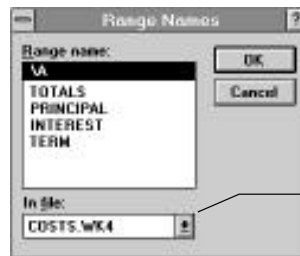 Range Names
?
Range name:
\A
TOTALS
PRINCIPAL
INTEREST
TERM
OK
Cancel
In file:
COSTS.WK4